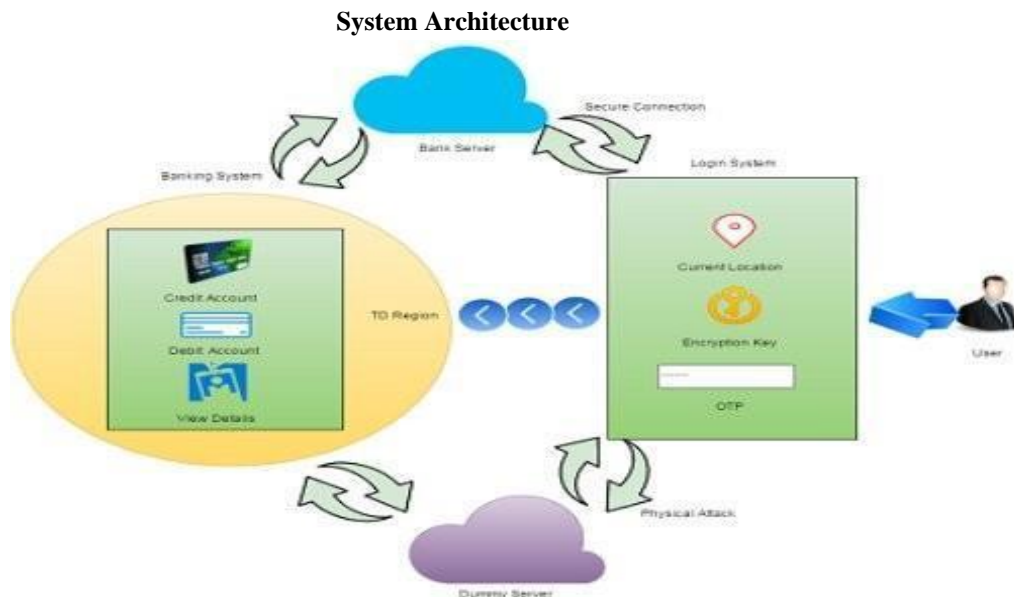 System Architecture
Secure Connection
Bank Server
Banking System
Login System
Current Location
Credit Account
TD Region
Debit Account
Encryption Key
User
OTP
View Details
Physical Attack
Dummy Server